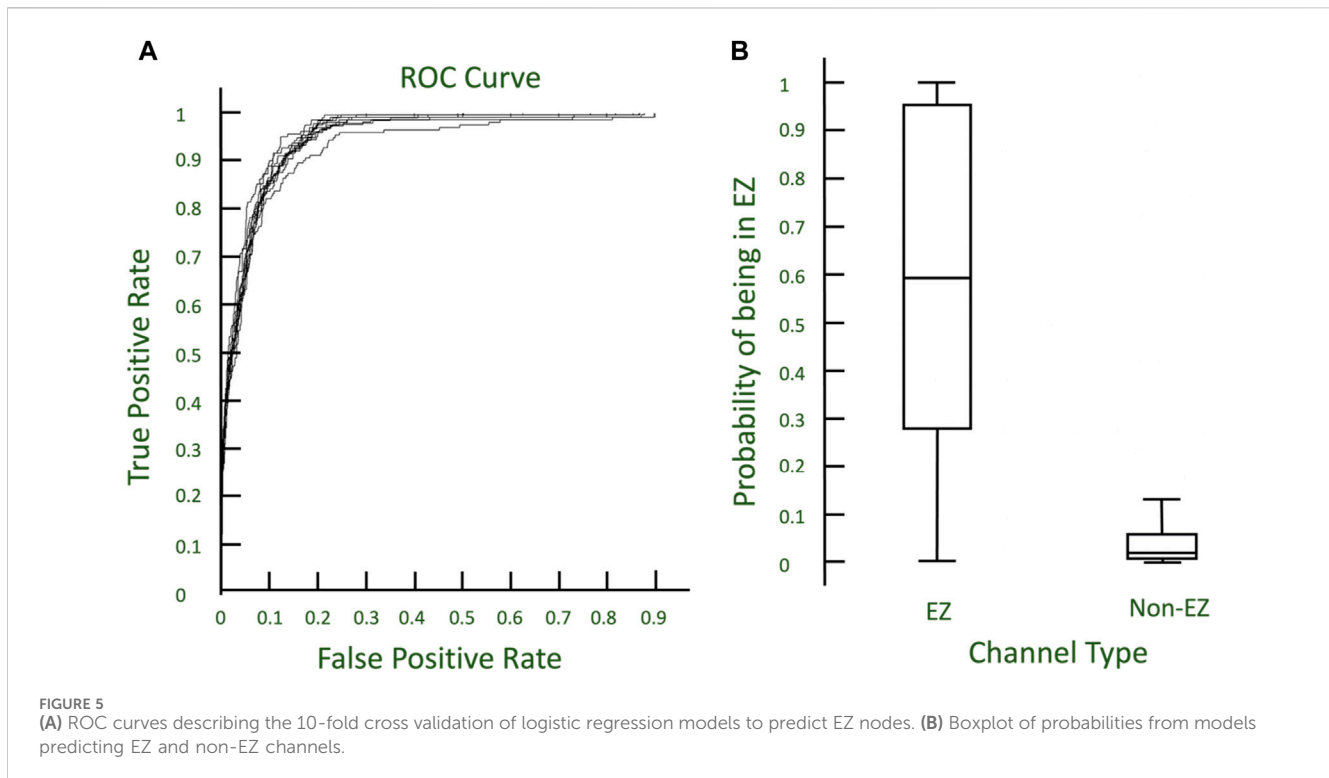 A
ROC Curve
1
0.9
0.8
0.7
0.6
0.5
0.4
0.3
0.2
0.1
0
True Positive Rate
0 0.1 0.2 0.3 0.4 0.5 0.6 0.7 0.8 0.9
False Positive Rate
B
1
0.9
0.8
0.7
0.6
0.5
0.4
0.3
0.2
0.1
0
Probability of being in EZ
EZ Non-EZ
Channel Type
FIGURE 5
(A) ROC curves describing the 10-fold cross validation of logistic regression models to predict EZ nodes. (B) Boxplot of probabilities from models
predicting EZ and non-EZ channels.